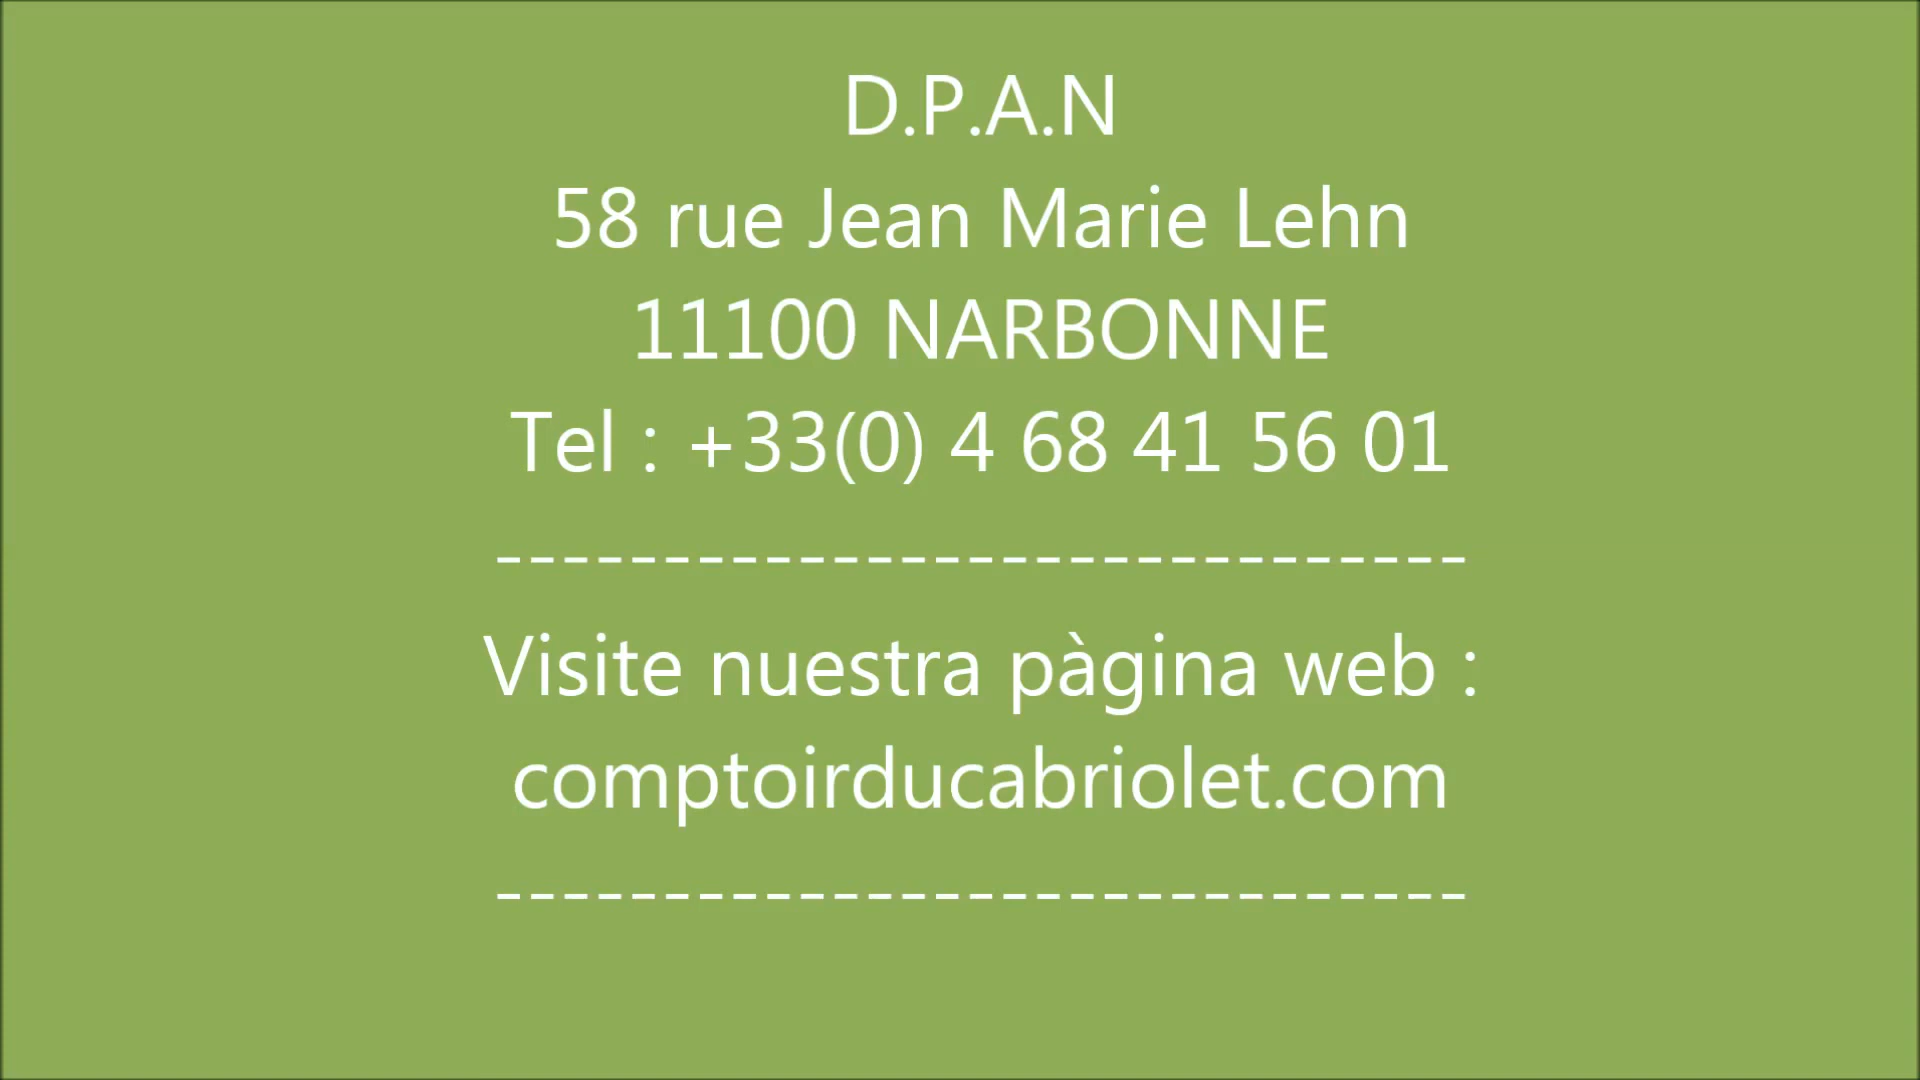 D.P.A.N
58 rue Jean Marie Lehn
11100 NARBONNE
Tel : +33(0) 4 68 41 56 01
-----------------------------
Visite nuestra pàgina web :
comptoirducabriolet.com
-----------------------------